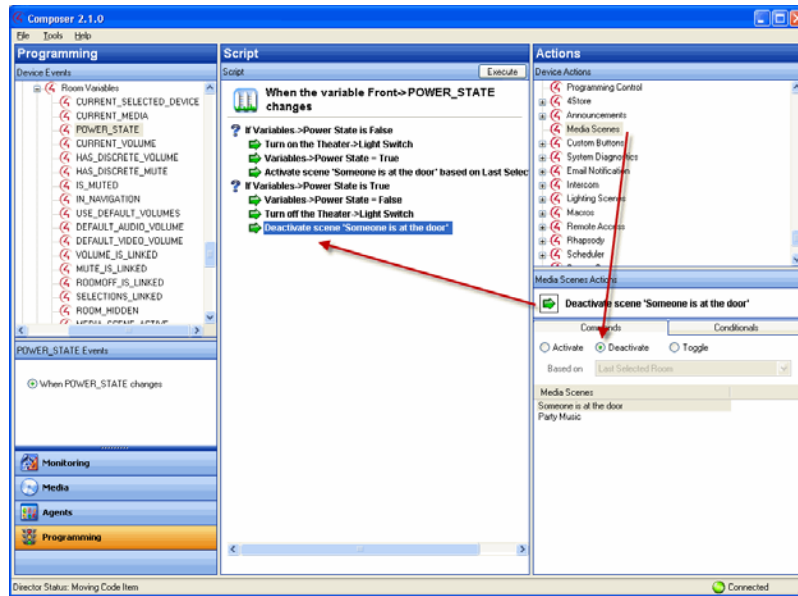 Composer 2.1.0
File Tools Help
Programming
Device Events
Room Variables
CURRENT_SELECTED_DEVICE
CURRENT_MEDIA
POWER_STATE
CURRENT_VOLUME
HAS_DISCRETE_VOLUME
HAS_DISCRETE_MUTE
IS_MUTED
IN_NAVIGATION
USE_DEFAULT_VOLUMES
DEFAULT_AUDIO_VOLUME
DEFAULT_VIDEO_VOLUME
VOLUME_IS_LINKED
MUTE_IS_LINKED
ROOMOFF_IS_LINKED
SELECTIONS_LINKED
ROOM_HIDDEN
MEDIA_SCENE_ACTIVE
POWER_STATE Events
When POWER_STATE changes
Monitoring
Media
Agents
Programming
Script
Script Execute
When the variable Front->POWER_STATE
changes
? If Variables->Power State is False
Turn on the Theater->Light Switch
Variables->Power State = True
Activate scene 'Someone is at the door' based on Last Selec
? If Variables->Power State is True
Variables->Power State = False
Turn off the Theater->Light Switch
Deactivate scene 'Someone is at the door'
Actions
Device Actions
Programming Control
4Store
Announcements
Media Scenes
Custom Buttons
System Diagnostics
Email Notification
Intercom
Lighting Scenes
Macros
Remote Access
Rhapsody
Scheduler
Media Scenes Actions
Deactivate scene 'Someone is at the door'
Commands Conditionals
Activate Deactivate Toggle
Based on Last Selected Room
Media Scenes
Someone is at the door
Party Music
Director Status: Moving Code Item Connected